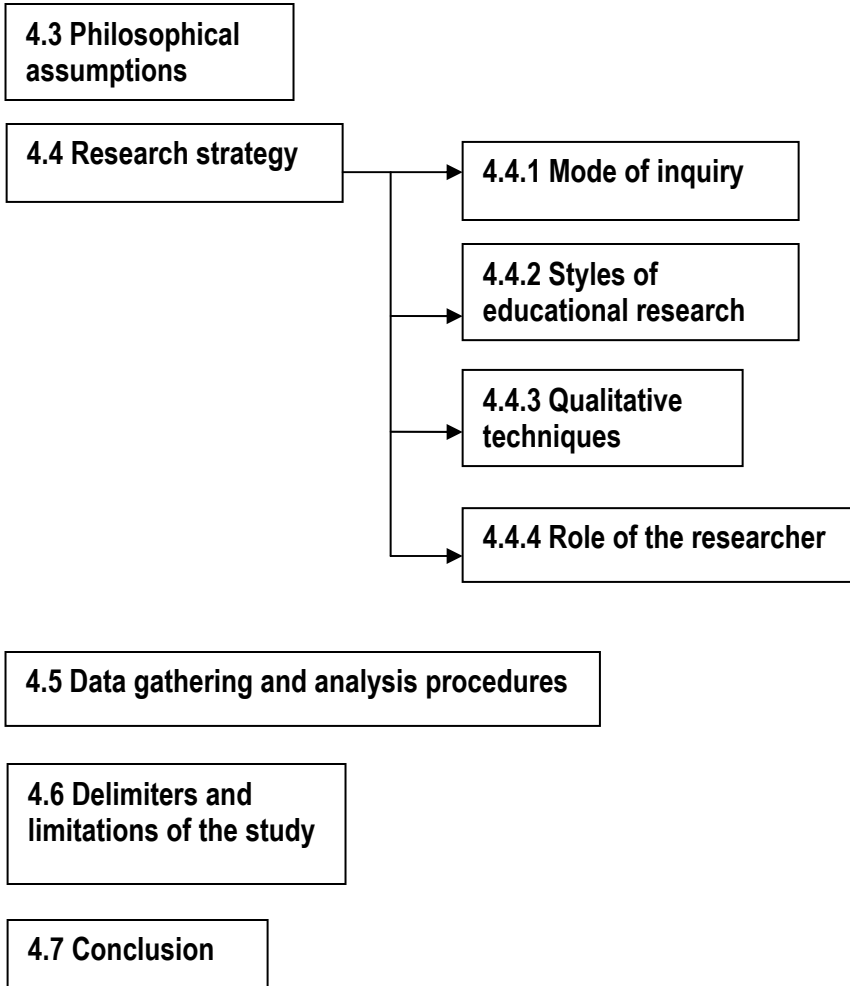 4.3 Philosophical
assumptions
4.4 Research strategy
4.4.1 Mode of inquiry
4.4.2 Styles of
educational research
4.4.3 Qualitative
techniques
4.4.4 Role of the researcher
4.5 Data gathering and analysis procedures
4.6 Delimiters and
limitations of the study
4.7 Conclusion